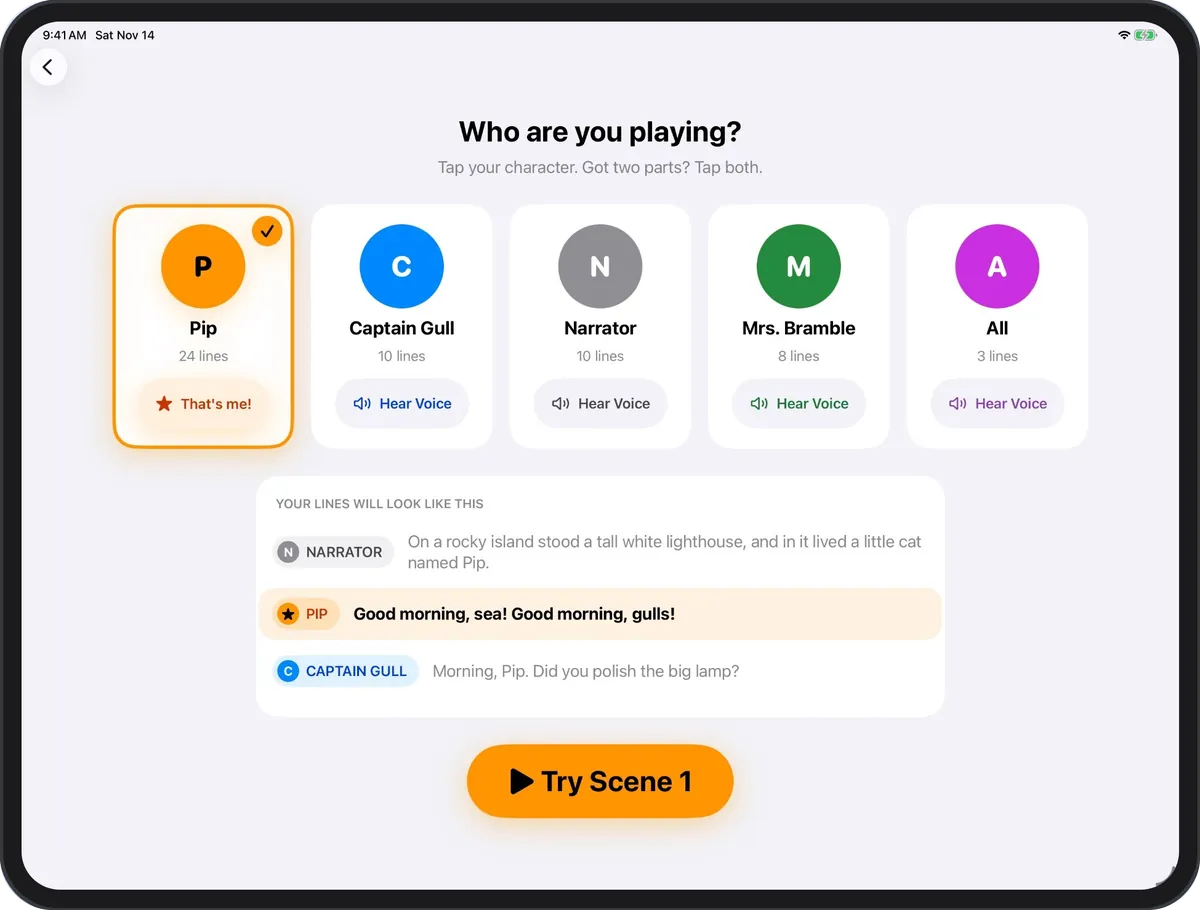 9:41 AM Sat Nov 14
Who are you playing?
Tap your character. Got two parts? Tap both.
P
Pip
24 lines
That's me!
C
Captain Gull
10 lines
Hear Voice
N
Narrator
10 lines
Hear Voice
M
Mrs. Bramble
8 lines
Hear Voice
A
All
3 lines
Hear Voice
YOUR LINES WILL LOOK LIKE THIS
N NARRATOR On a rocky island stood a tall white lighthouse, and in it lived a little cat
named Pip.
PIP Good morning, sea! Good morning, gulls!
C CAPTAIN GULL Morning, Pip. Did you polish the big lamp?
Try Scene 1